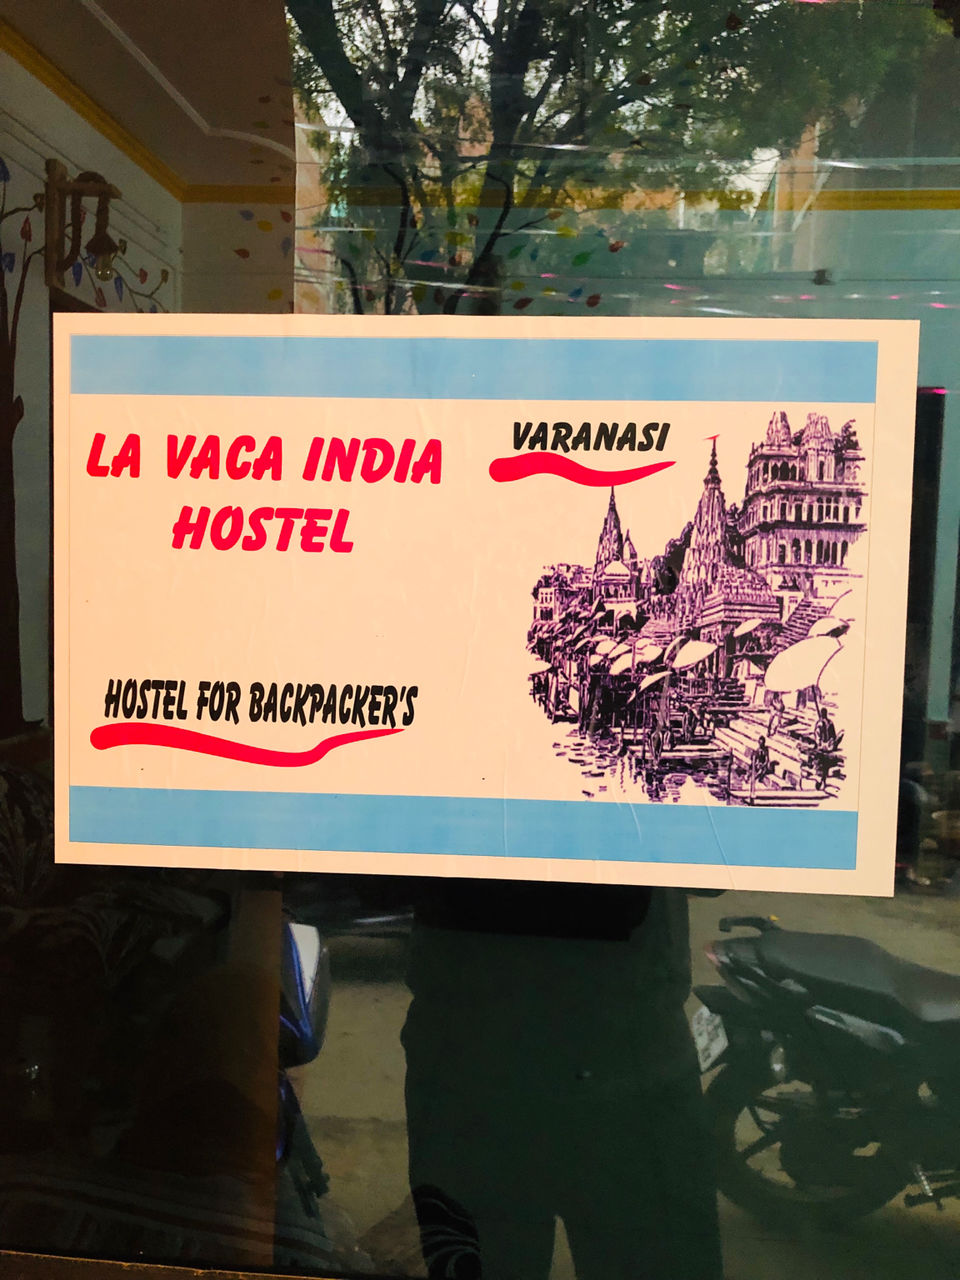 LA VACA INDIA
HOSTEL
VARANASI
HOSTEL FOR BACKPACKER'S